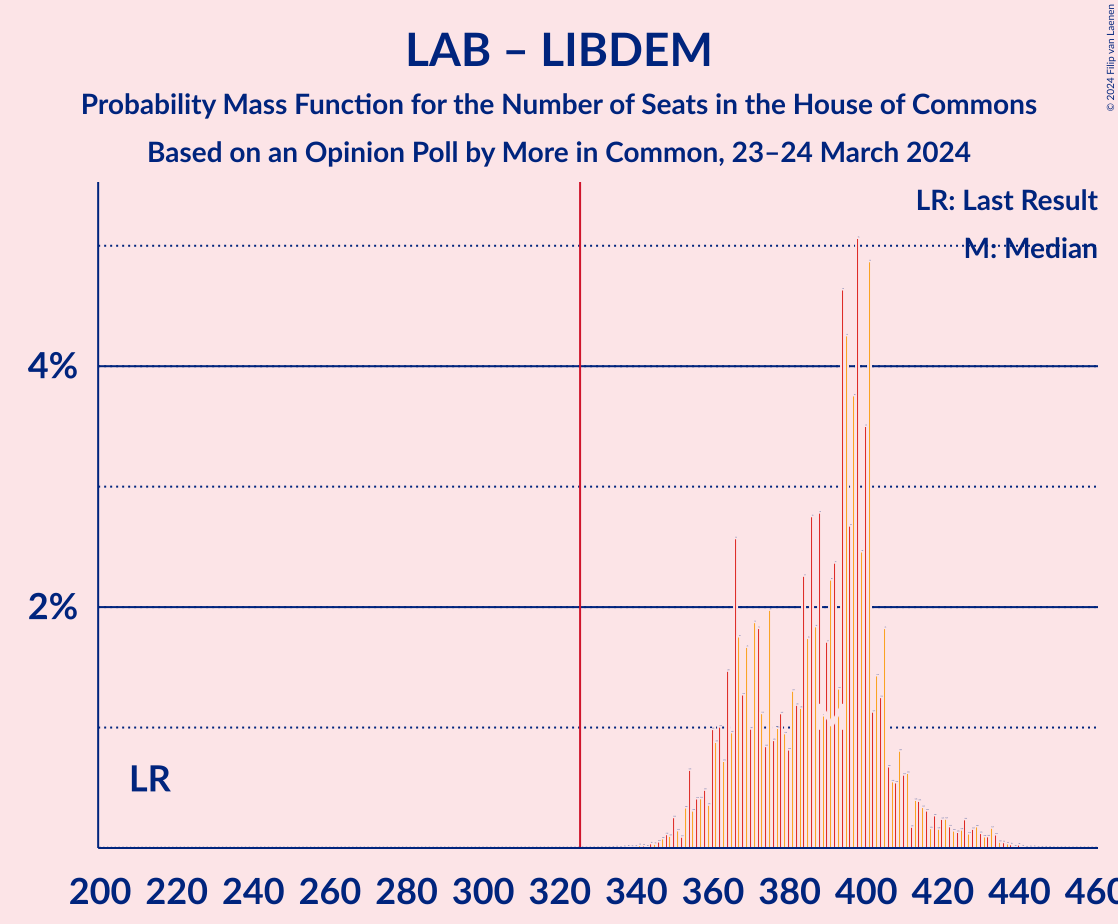 LAB – LIBDEM
Probability Mass Function for the Number of Seats in the House of Commons
Based on an Opinion Poll by More in Common, 23–24 March 2024
© 2024 Filip van Laenen
LR: Last Result
M: Median
4%
2%
LR
200 220 240 260 280 300 320 340 360 380 400 420 440 460